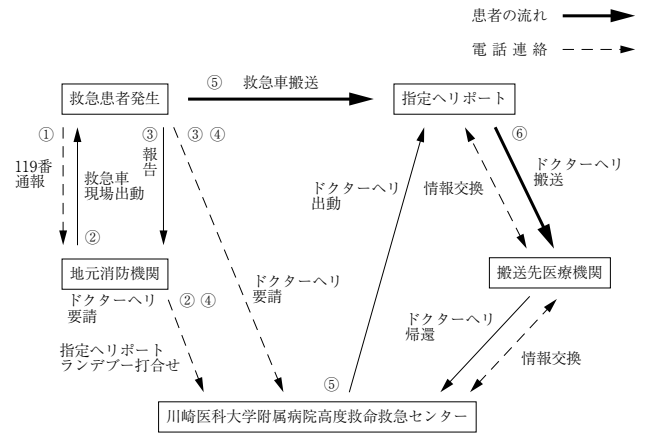 患者の流れ
電話連絡
⑤ 救急車搬送
救急患者発生
指定ヘリポート
① ③ ③ ④ ⑥
119番
通報
救急車
現場出動
報告
②
ドクターヘリ
出動
情報交換
ドクターヘリ
搬送
地元消防機関
搬送先医療機関
ドクターヘリ
要請
② ④
ドクターヘリ
要請
指定ヘリポート
ランデブー打合せ
ドクターヘリ
帰還
情報交換
⑤
川崎医科大学附属病院高度救命救急センター